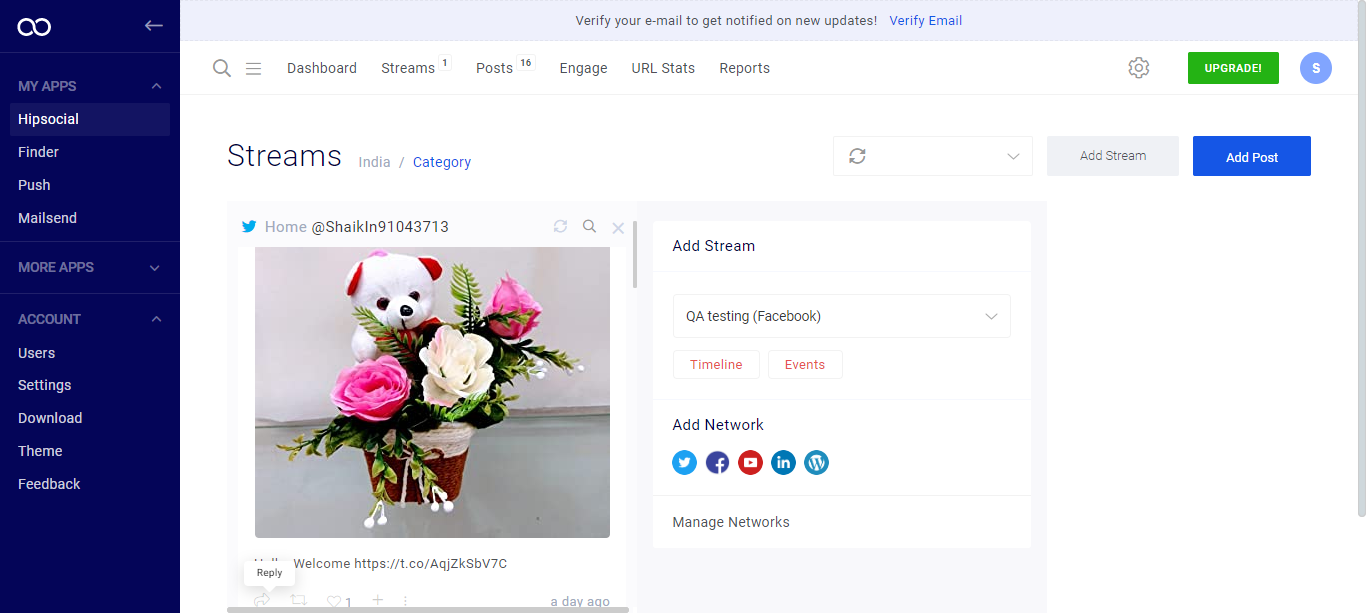 Verify your e-mail to get notified on new updates! Verify Email
Dashboard Streams 1 Posts 16 Engage URL Stats Reports UPGRADE! S
MY APPS
Hipsocial
Finder
Push
Mailsend
MORE APPS
ACCOUNT
Users
Settings
Download
Theme
Feedback
Streams India / Category
Add Stream
Add Post
Home @ShaikIn91043713
Welcome https://t.co/AqjZkSbV7C
Reply
1
a day ago
Add Stream
QA testing (Facebook)
Timeline Events
Add Network
Manage Networks